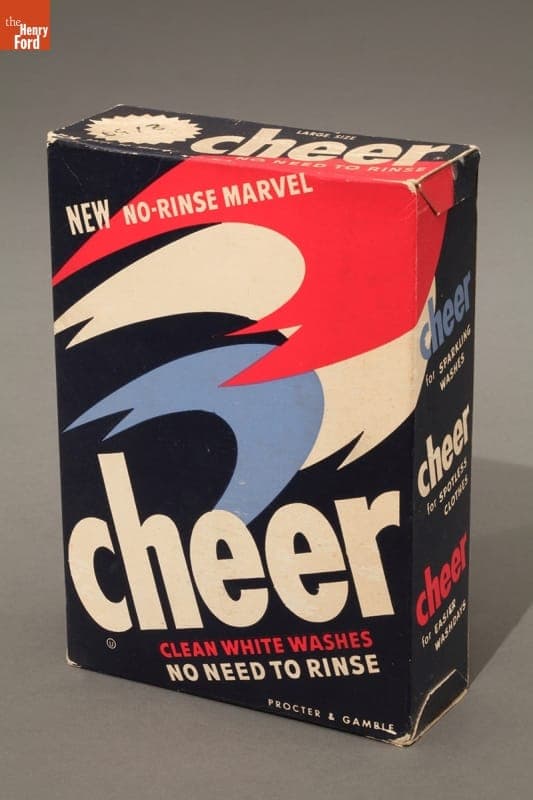 the
Henry
Ford
LARGE SIZE
cheer
NO NEED TO RINSE
NEW NO-RINSE MARVEL
cheer
CLEAN WHITE WASHES
NO NEED TO RINSE
PROCTER & GAMBLE
cheer
for SPARKLING
WASHES
cheer
for SPOTLESS
CLOTHES
cheer
for EASIER
WASHDAYS